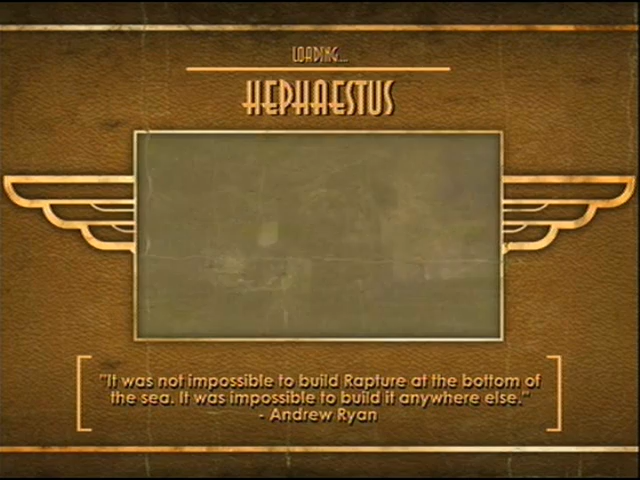 LOADING...
HEPHAESTUS
"It was not impossible to build Rapture at the bottom of
the sea. It was impossible to build it anywhere else."
- Andrew Ryan